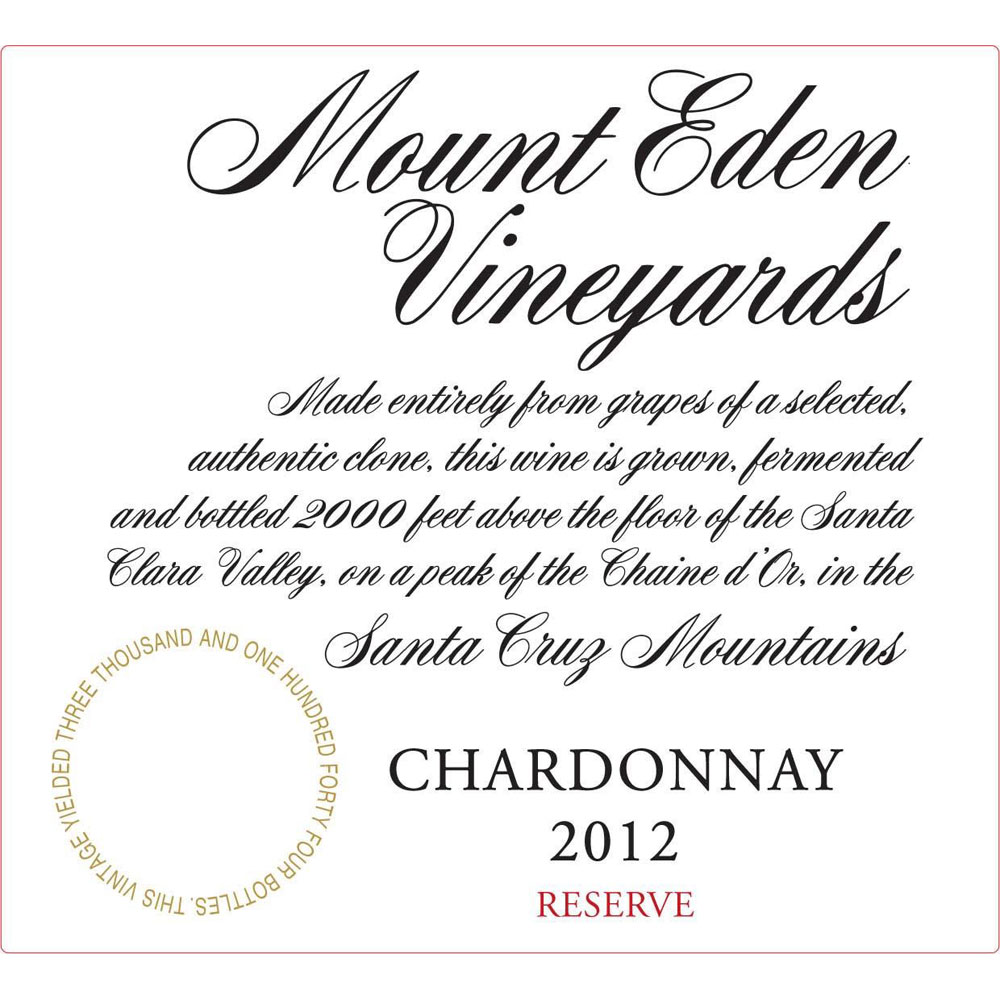 Mount Eden
Vineyards
Made entirely from grapes of a selected,
authentic clone, this wine is grown, fermented
and bottled 2000 feet above the floor of the Santa
Clara Valley, on a peak of the Chaine d'Or, in the
Santa Cruz Mountains
THIS VINTAGE YIELDED THREE THOUSAND AND ONE HUNDRED FORTY FOUR BOTTLES.
CHARDONNAY
2012
RESERVE